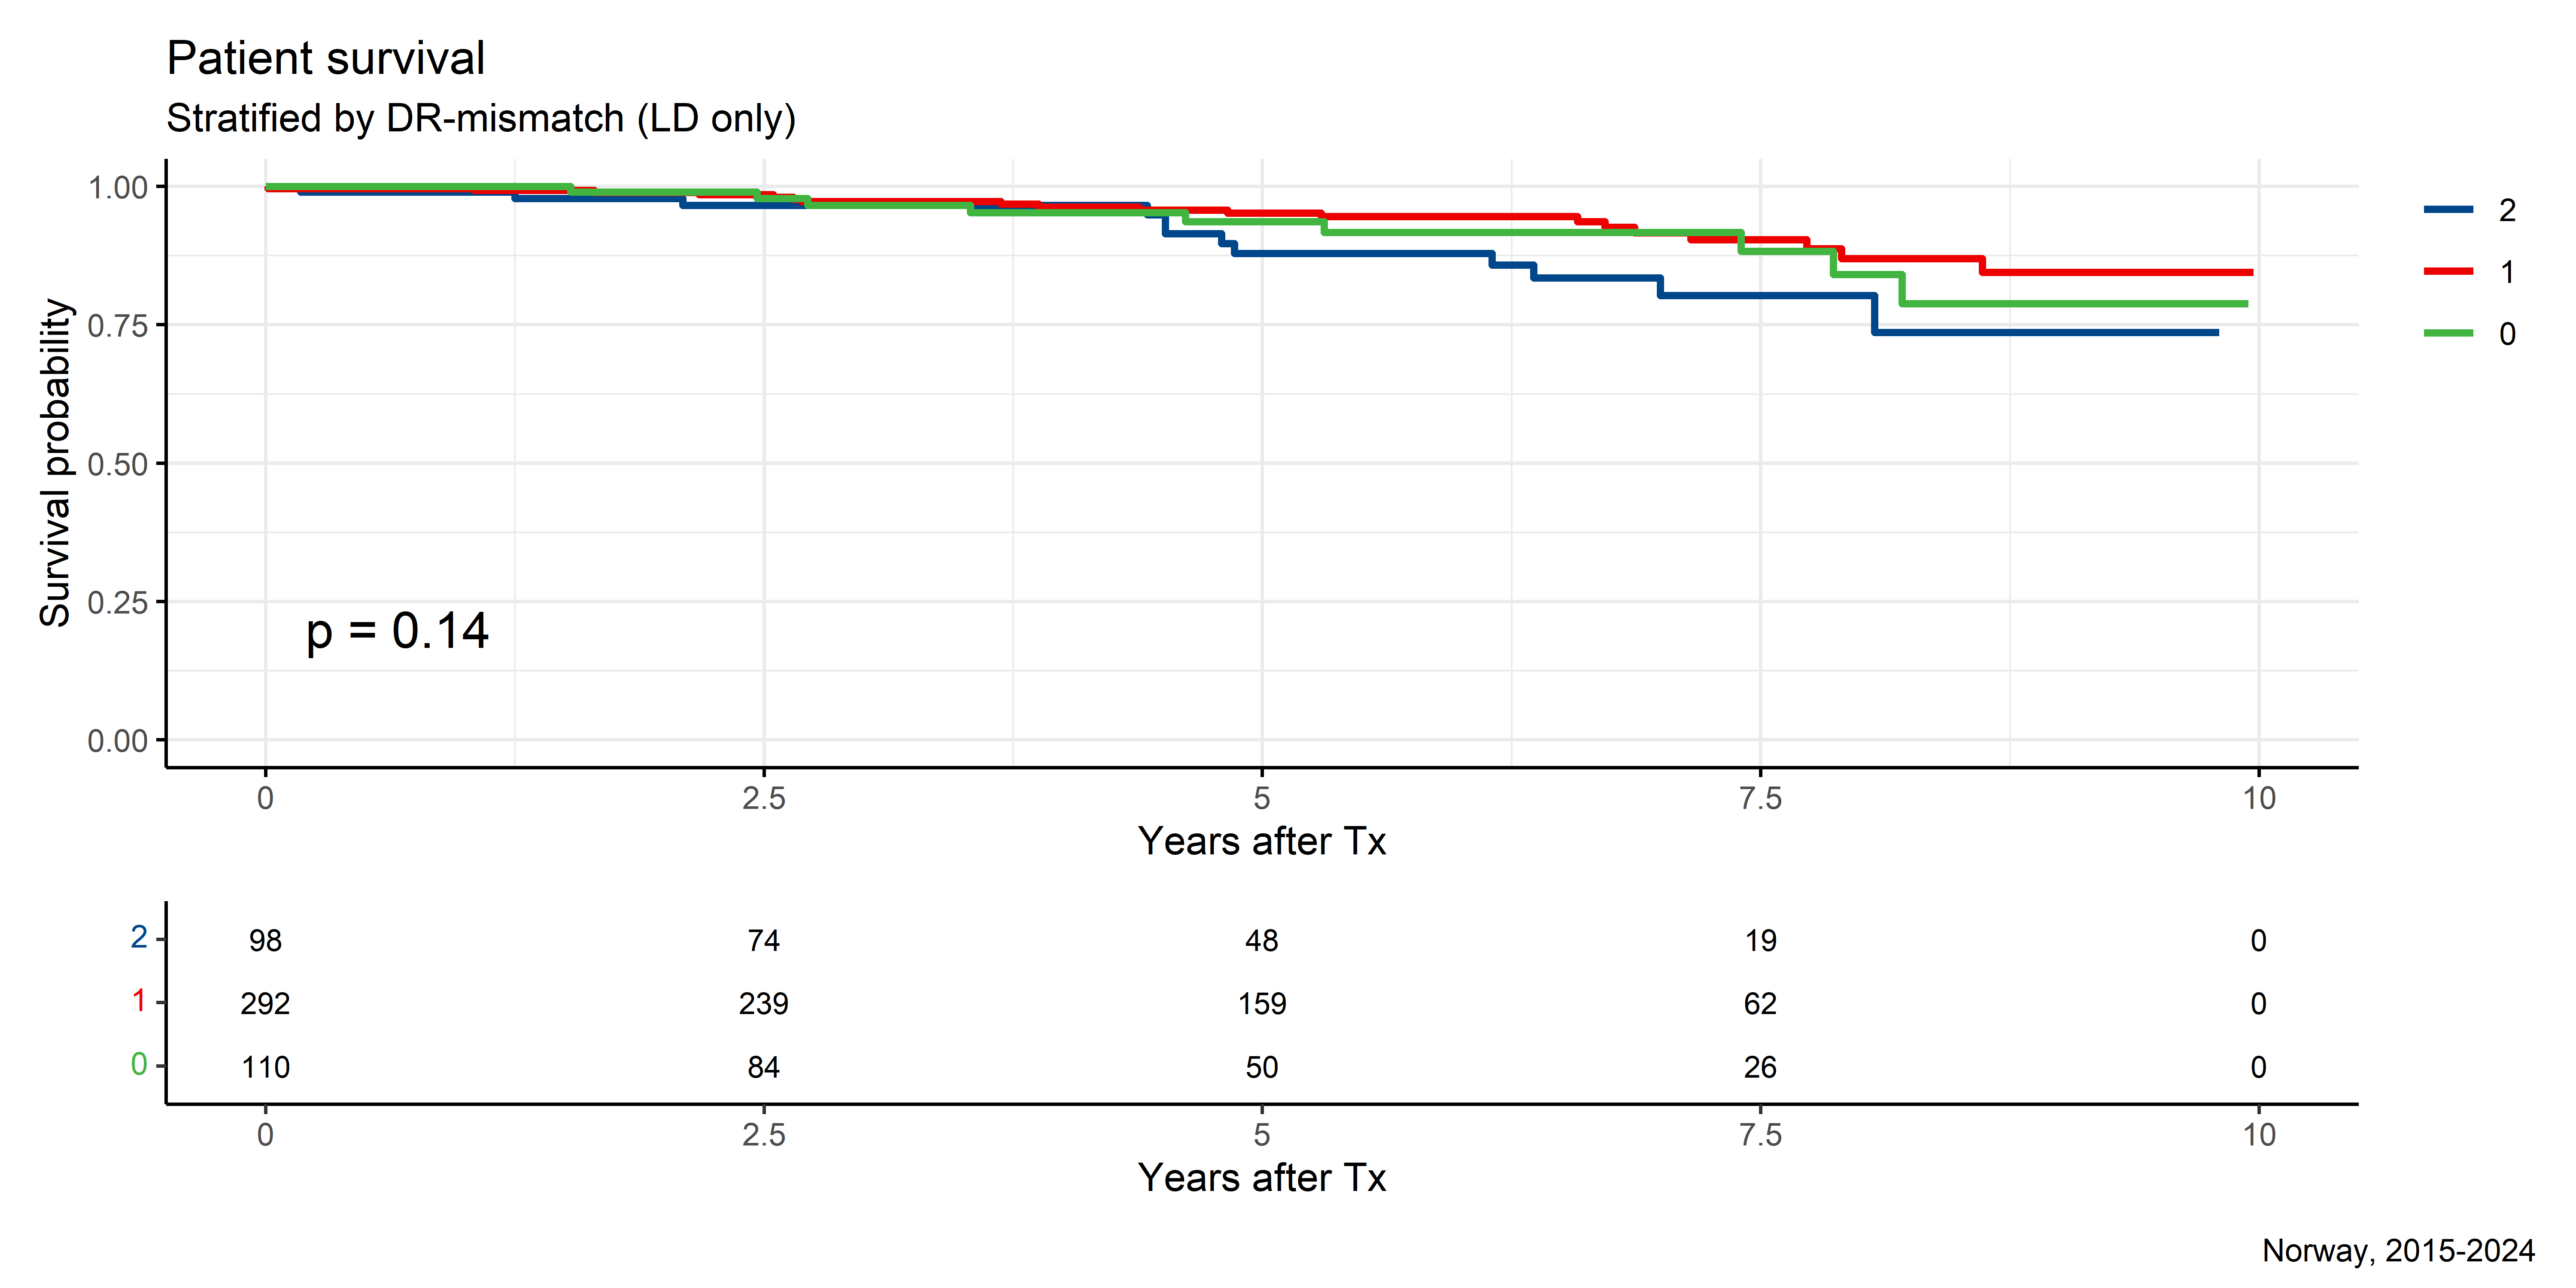 Patient survival
Stratified by DR-mismatch (LD only)
Survival probability
1.00
0.75
0.50
0.25
0.00
p = 0.14
0 2.5 5 7.5 10
Years after Tx
2
1
0
2 98 74 48 19 0
1 292 239 159 62 0
0 110 84 50 26 0
0 2.5 5 7.5 10
Years after Tx
Norway, 2015-2024